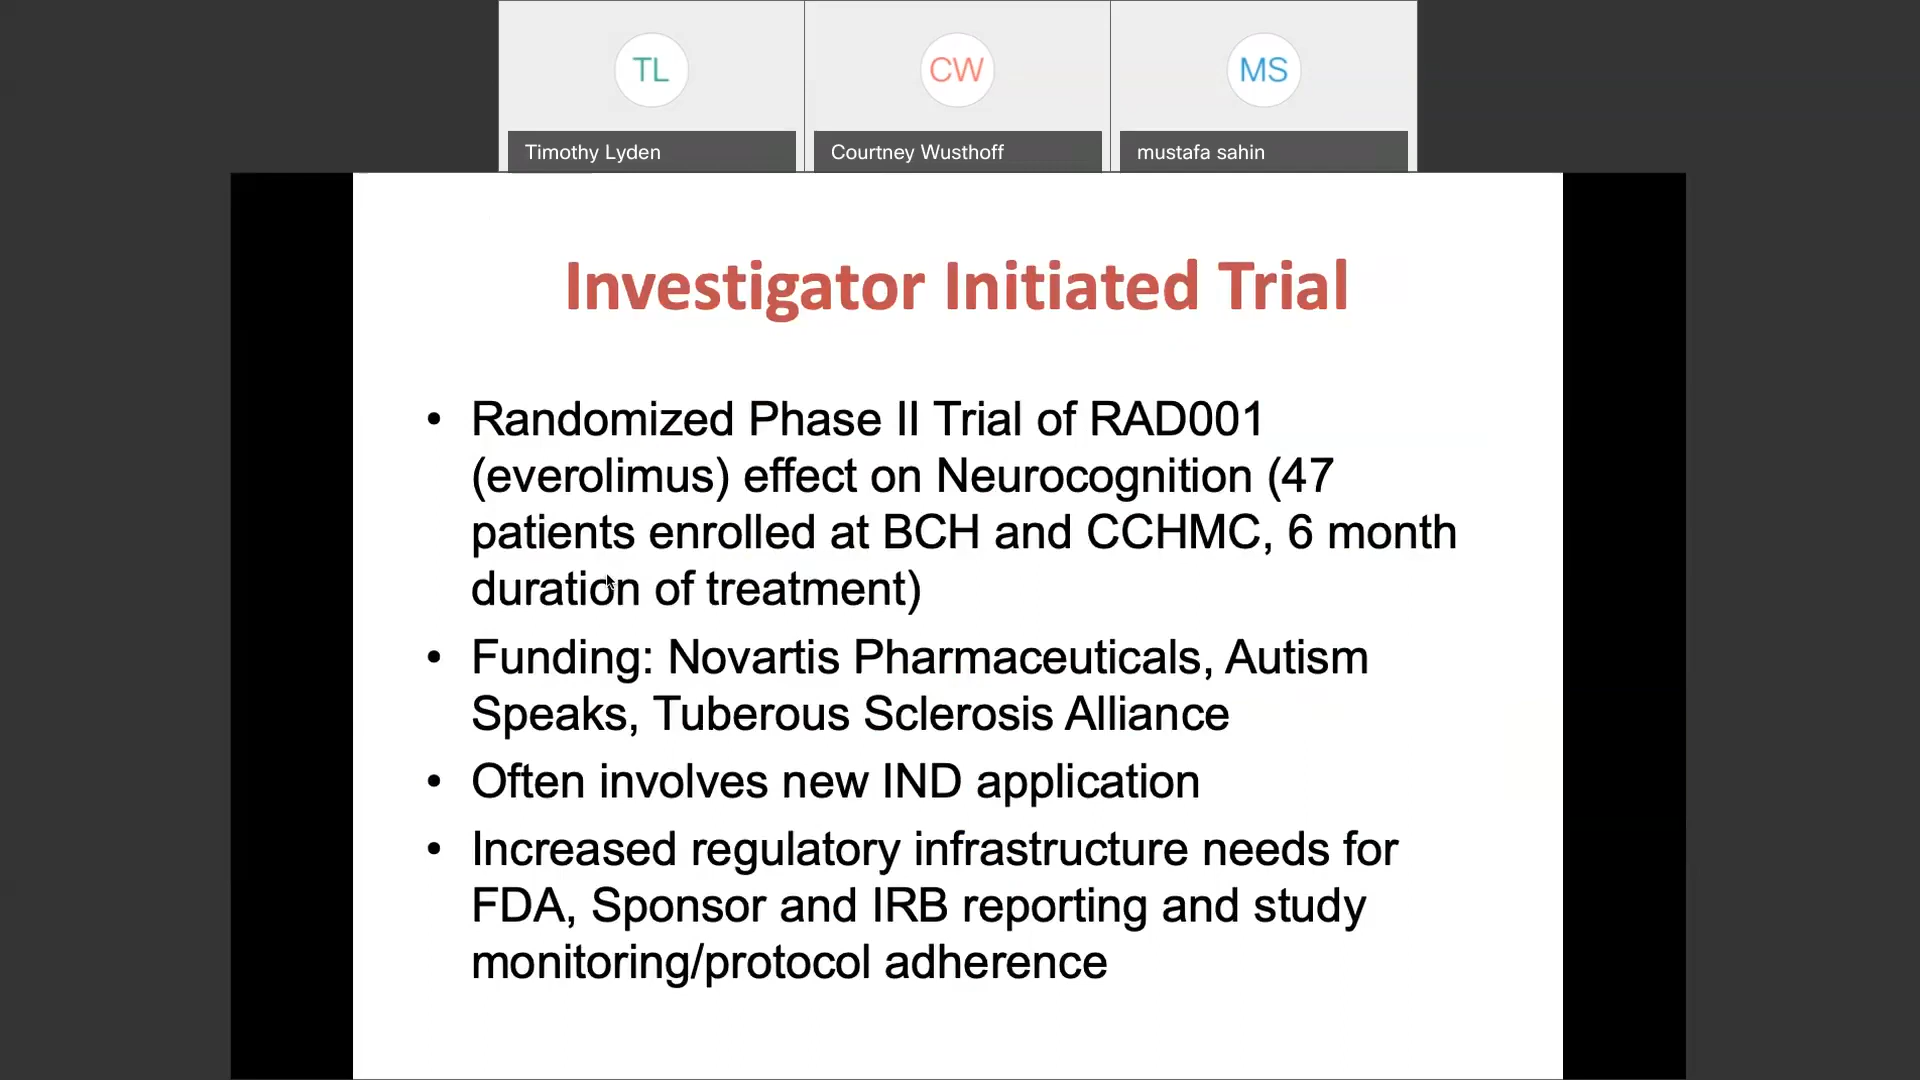 TL
CW
MS
Timothy Lyden
Courtney Wusthoff
mustafa sahin
Investigator Initiated Trial
• Randomized Phase II Trial of RAD001
(everolimus) effect on Neurocognition (47
patients enrolled at BCH and CCHMC, 6 month
duration of treatment)
• Funding: Novartis Pharmaceuticals, Autism
Speaks, Tuberous Sclerosis Alliance
• Often involves new IND application
• Increased regulatory infrastructure needs for
FDA, Sponsor and IRB reporting and study
monitoring/protocol adherence